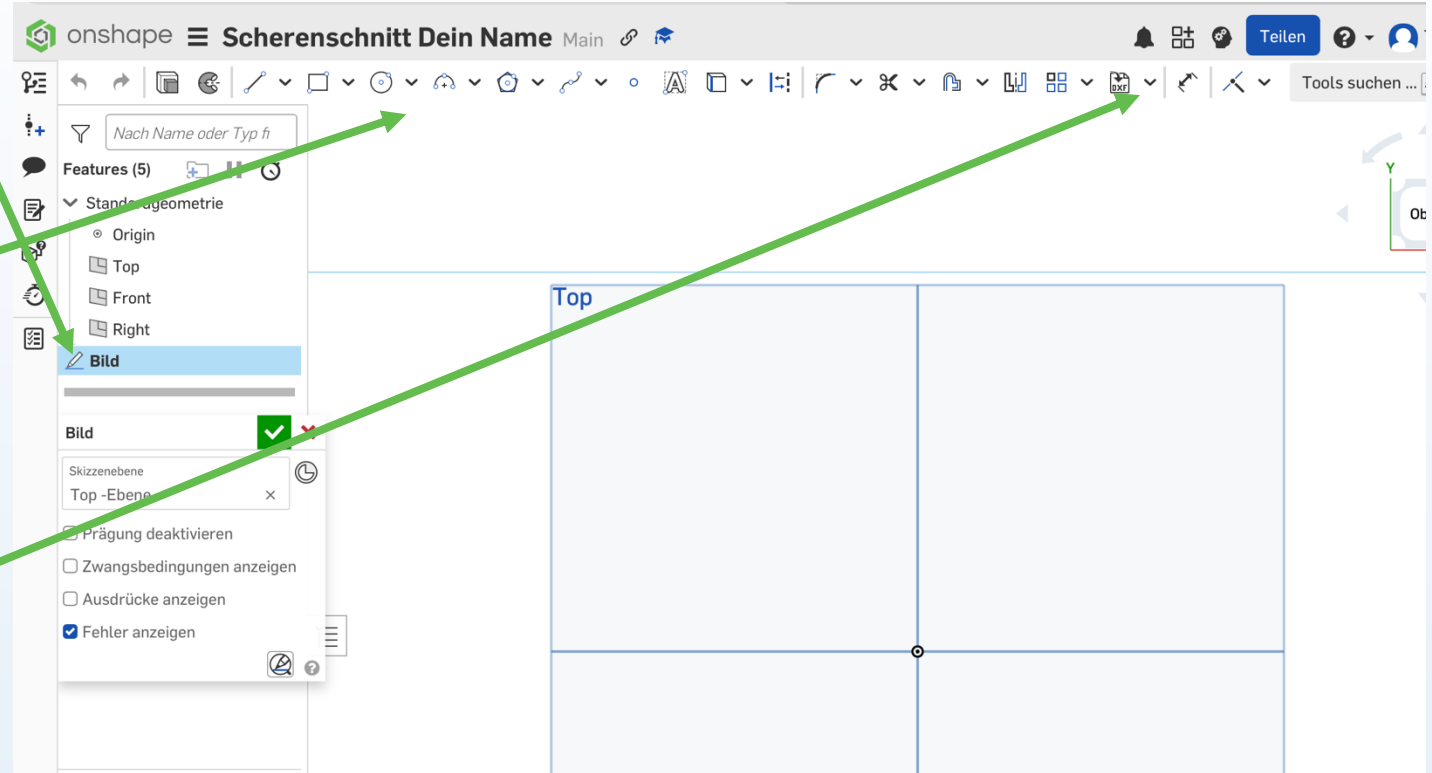 onshape Scherenschnitt Dein Name Main Teilen
DXF Tools suchen ...
Nach Name oder Typ fi
Features (5)
Standardgeometrie
Origin
Top
Front
Right
Bild
Bild
Skizzenebene
Top -Ebene
Prägung deaktivieren
Zwangsbedingungen anzeigen
Ausdrücke anzeigen
Fehler anzeigen
Top
Y
Ob